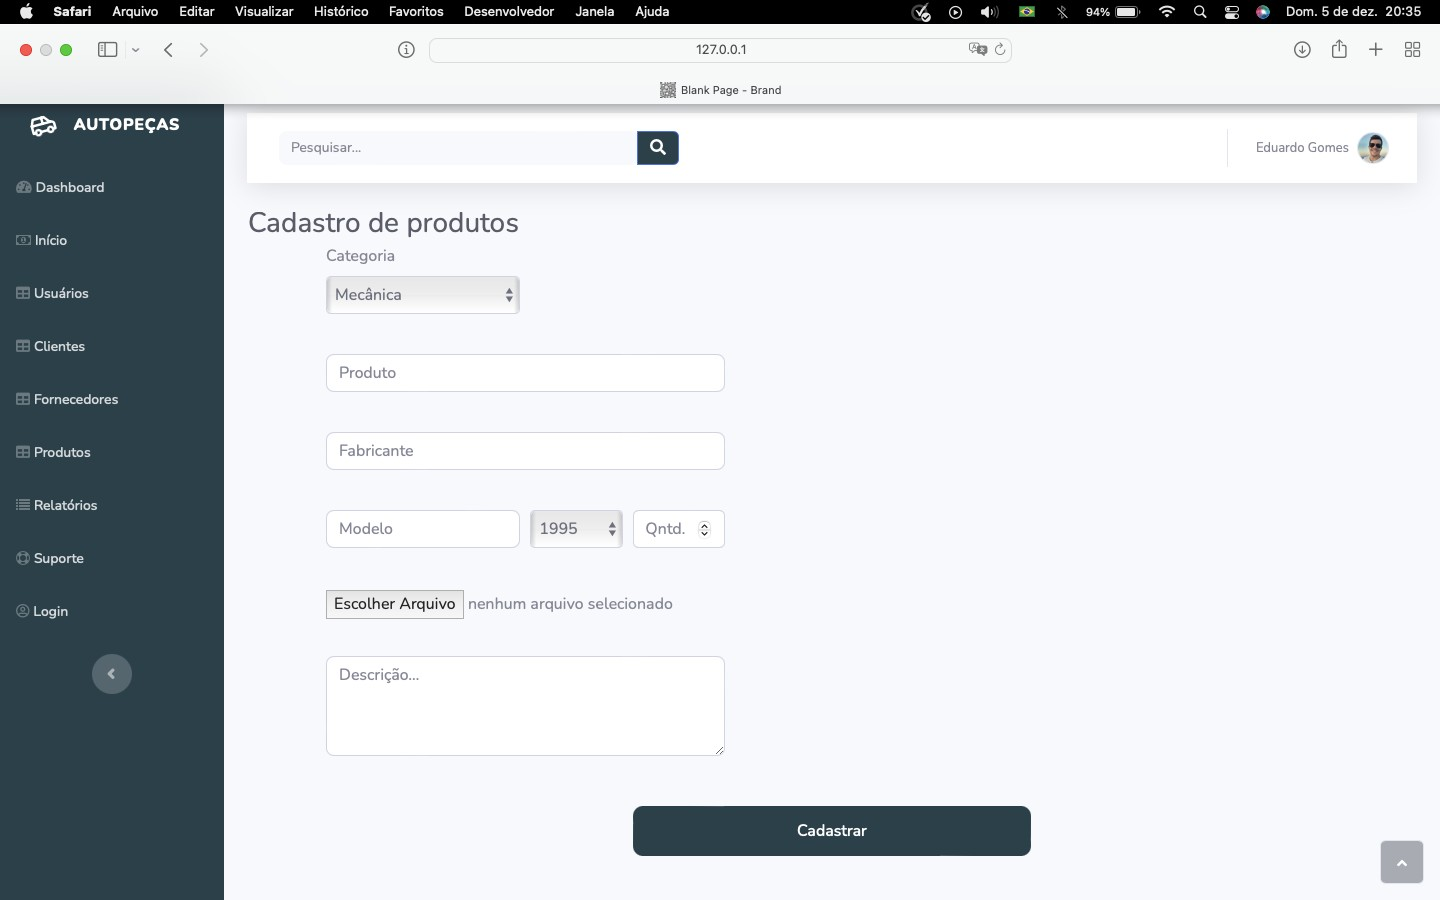 Safari Arquivo Editar Visualizar Histórico Favoritos Desenvolvedor Janela Ajuda 94% Dom. 5 de dez. 20:35
127.0.0.1
Blank Page - Brand
AUTOPEÇAS
Dashboard
Início
Usuários
Clientes
Fornecedores
Produtos
Relatórios
Suporte
Login
Pesquisar...
Eduardo Gomes
Cadastro de produtos
Categoria
Mecânica
Produto
Fabricante
Modelo 1995 Qntd.
Escolher Arquivo nenhum arquivo selecionado
Descrição...
Cadastrar